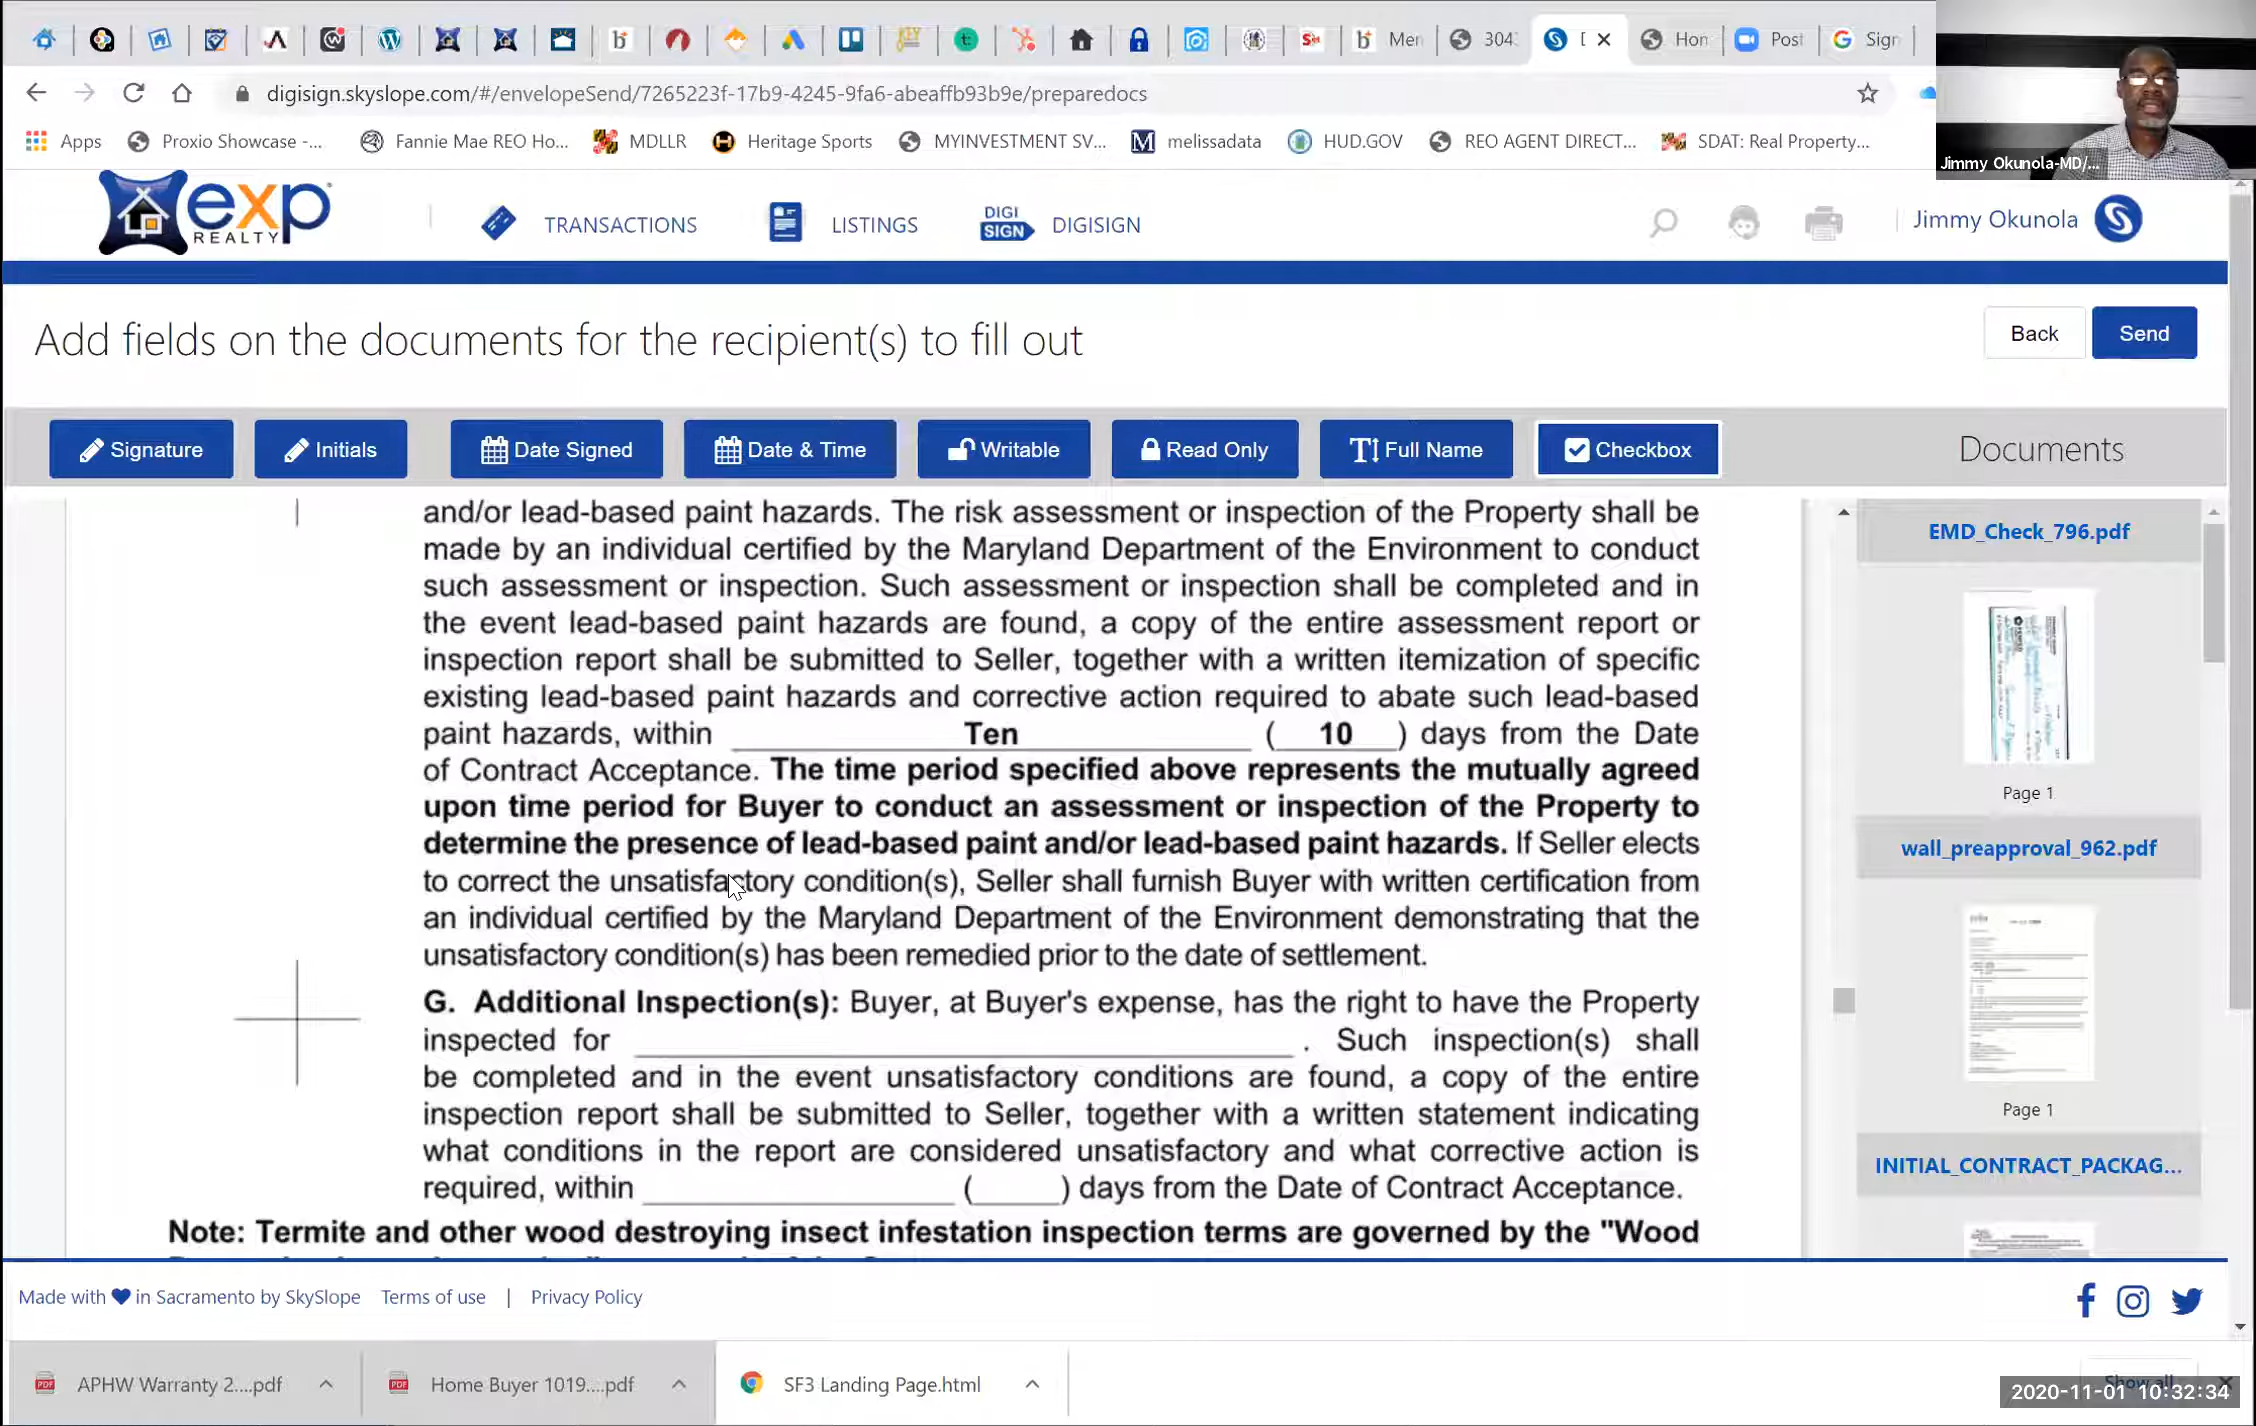 Mer
304
Hon
Post
Sign
digisign.skyslope.com/#/envelopeSend/7265223f-17b9-4245-9fa6-abeaffb93b9e/preparedocs
Apps Proxio Showcase -... Fannie Mae REO Ho... MDLLR Heritage Sports MYINVESTMENT SV... melissadata HUD.GOV REO AGENT DIRECT... SDAT: Real Property...
Jimmy Okunola-MD/...
exp
REALTY
TRANSACTIONS LISTINGS DIGI SIGN DIGISIGN Jimmy Okunola
Add fields on the documents for the recipient(s) to fill out
Back Send
Signature Initials Date Signed Date & Time Writable Read Only Full Name Checkbox Documents
and/or lead-based paint hazards. The risk assessment or inspection of the Property shall be
made by an individual certified by the Maryland Department of the Environment to conduct
such assessment or inspection. Such assessment or inspection shall be completed and in
the event lead-based paint hazards are found, a copy of the entire assessment report or
inspection report shall be submitted to Seller, together with a written itemization of specific
existing lead-based paint hazards and corrective action required to abate such lead-based
paint hazards, within Ten ( 10 ) days from the Date
of Contract Acceptance. The time period specified above represents the mutually agreed
upon time period for Buyer to conduct an assessment or inspection of the Property to
determine the presence of lead-based paint and/or lead-based paint hazards. If Seller elects
to correct the unsatisfactory condition(s), Seller shall furnish Buyer with written certification from
an individual certified by the Maryland Department of the Environment demonstrating that the
unsatisfactory condition(s) has been remedied prior to the date of settlement.
G. Additional Inspection(s): Buyer, at Buyer's expense, has the right to have the Property
inspected for ____ . Such inspection(s) shall
be completed and in the event unsatisfactory conditions are found, a copy of the entire
inspection report shall be submitted to Seller, together with a written statement indicating
what conditions in the report are considered unsatisfactory and what corrective action is
required, within ____ (____) days from the Date of Contract Acceptance.
Note: Termite and other wood destroying insect infestation inspection terms are governed by the "Wood
EMD_Check_796.pdf
Page 1
wall_preapproval_962.pdf
Page 1
INITIAL_CONTRACT_PACKAG...
Made with in Sacramento by SkySlope Terms of use | Privacy Policy
APHW Warranty 2....pdf Home Buyer 1019....pdf SF3 Landing Page.html Show all
2020-11-01 10:32:34